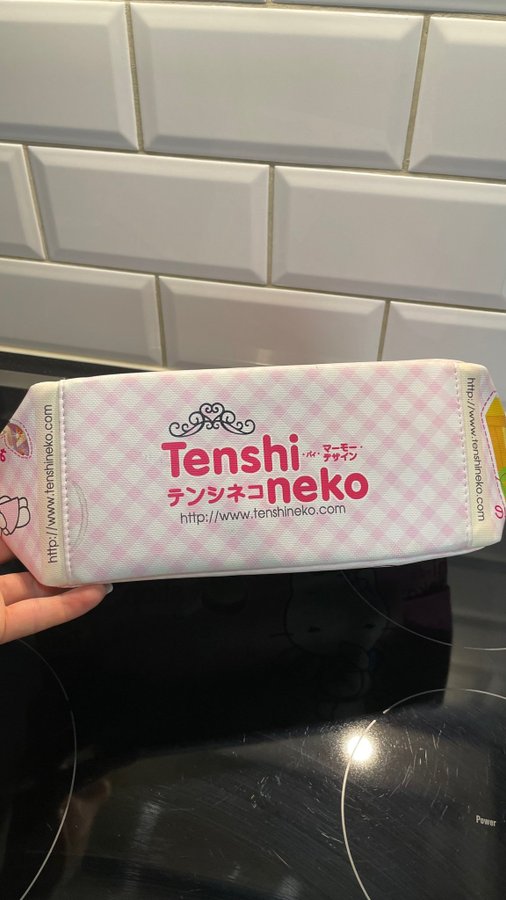 Tenshi
・バイ・マーモー・
デザイン
テンシネコ neko
http://www.tenshineko.com
http://www.tenshineko.com
http://www.tenshineko.com
Power